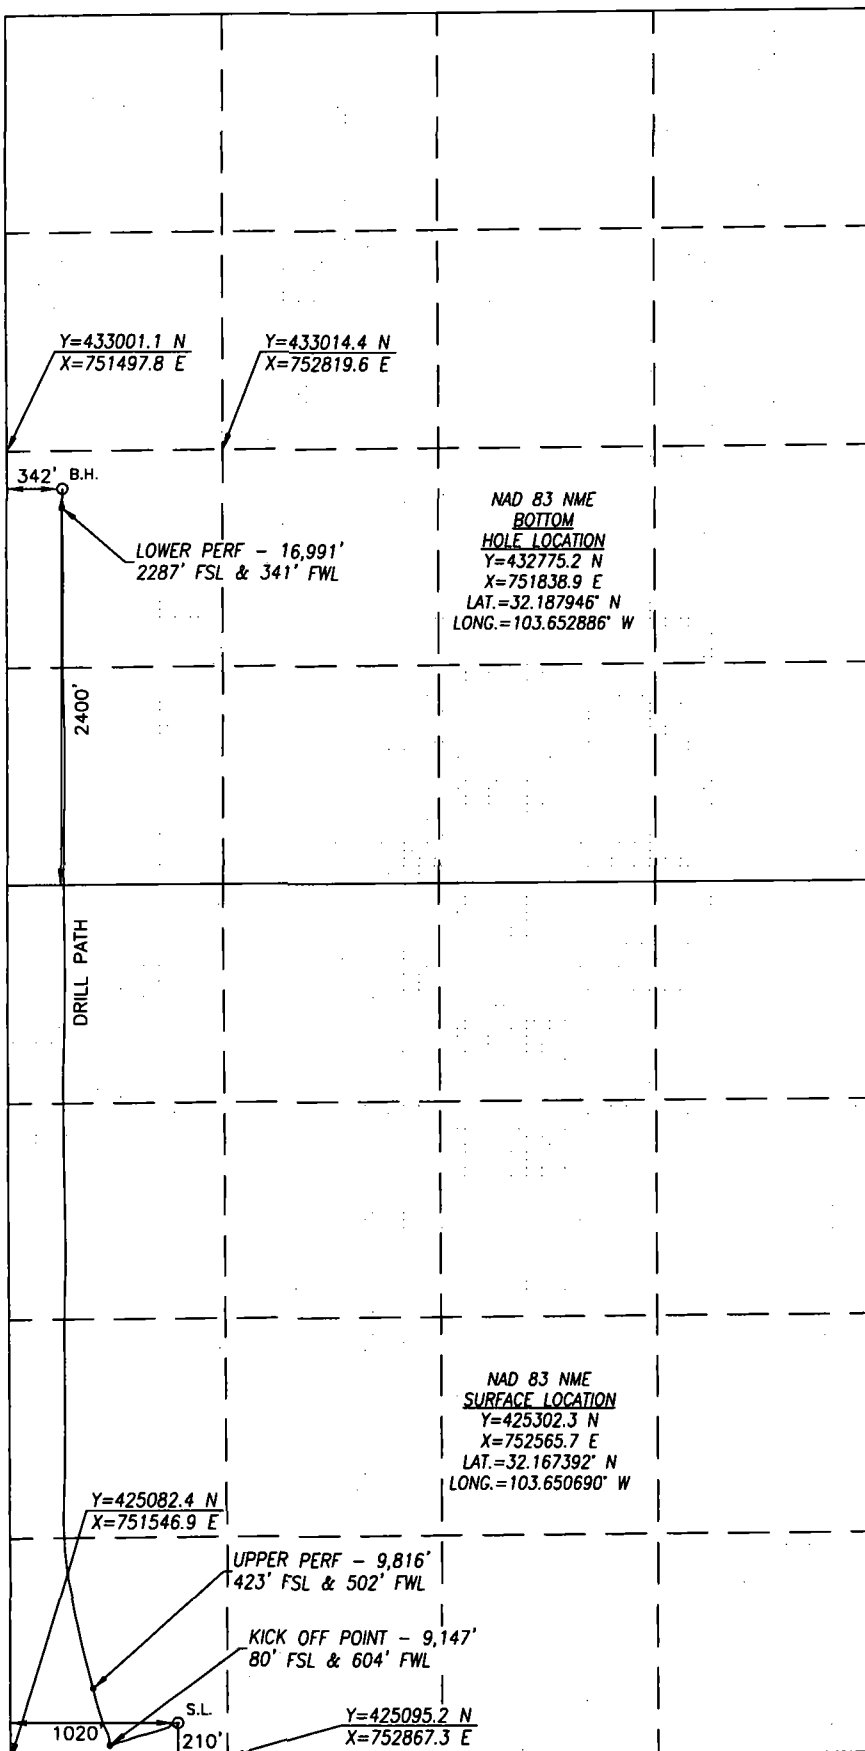 Y=433001.1 N
X=751497.8 E
Y=433014.4 N
X=752819.6 E
342'
B.H.
LOWER PERF - 16,991'
2287' FSL & 341' FWL
NAD 83 NME
BOTTOM
HOLE LOCATION
Y=432775.2 N
X=751838.9 E
LAT.=32.187946° N
LONG.=103.652886° W
2400'
DRILL PATH
NAD 83 NME
SURFACE LOCATION
Y=425302.3 N
X=752565.7 E
LAT.=32.167392° N
LONG.=103.650690° W
Y=425082.4 N
X=751546.9 E
UPPER PERF - 9,816'
423' FSL & 502' FWL
KICK OFF POINT - 9,147'
80' FSL & 604' FWL
S.L.
1020'
210'
Y=425095.2 N
X=752867.3 E